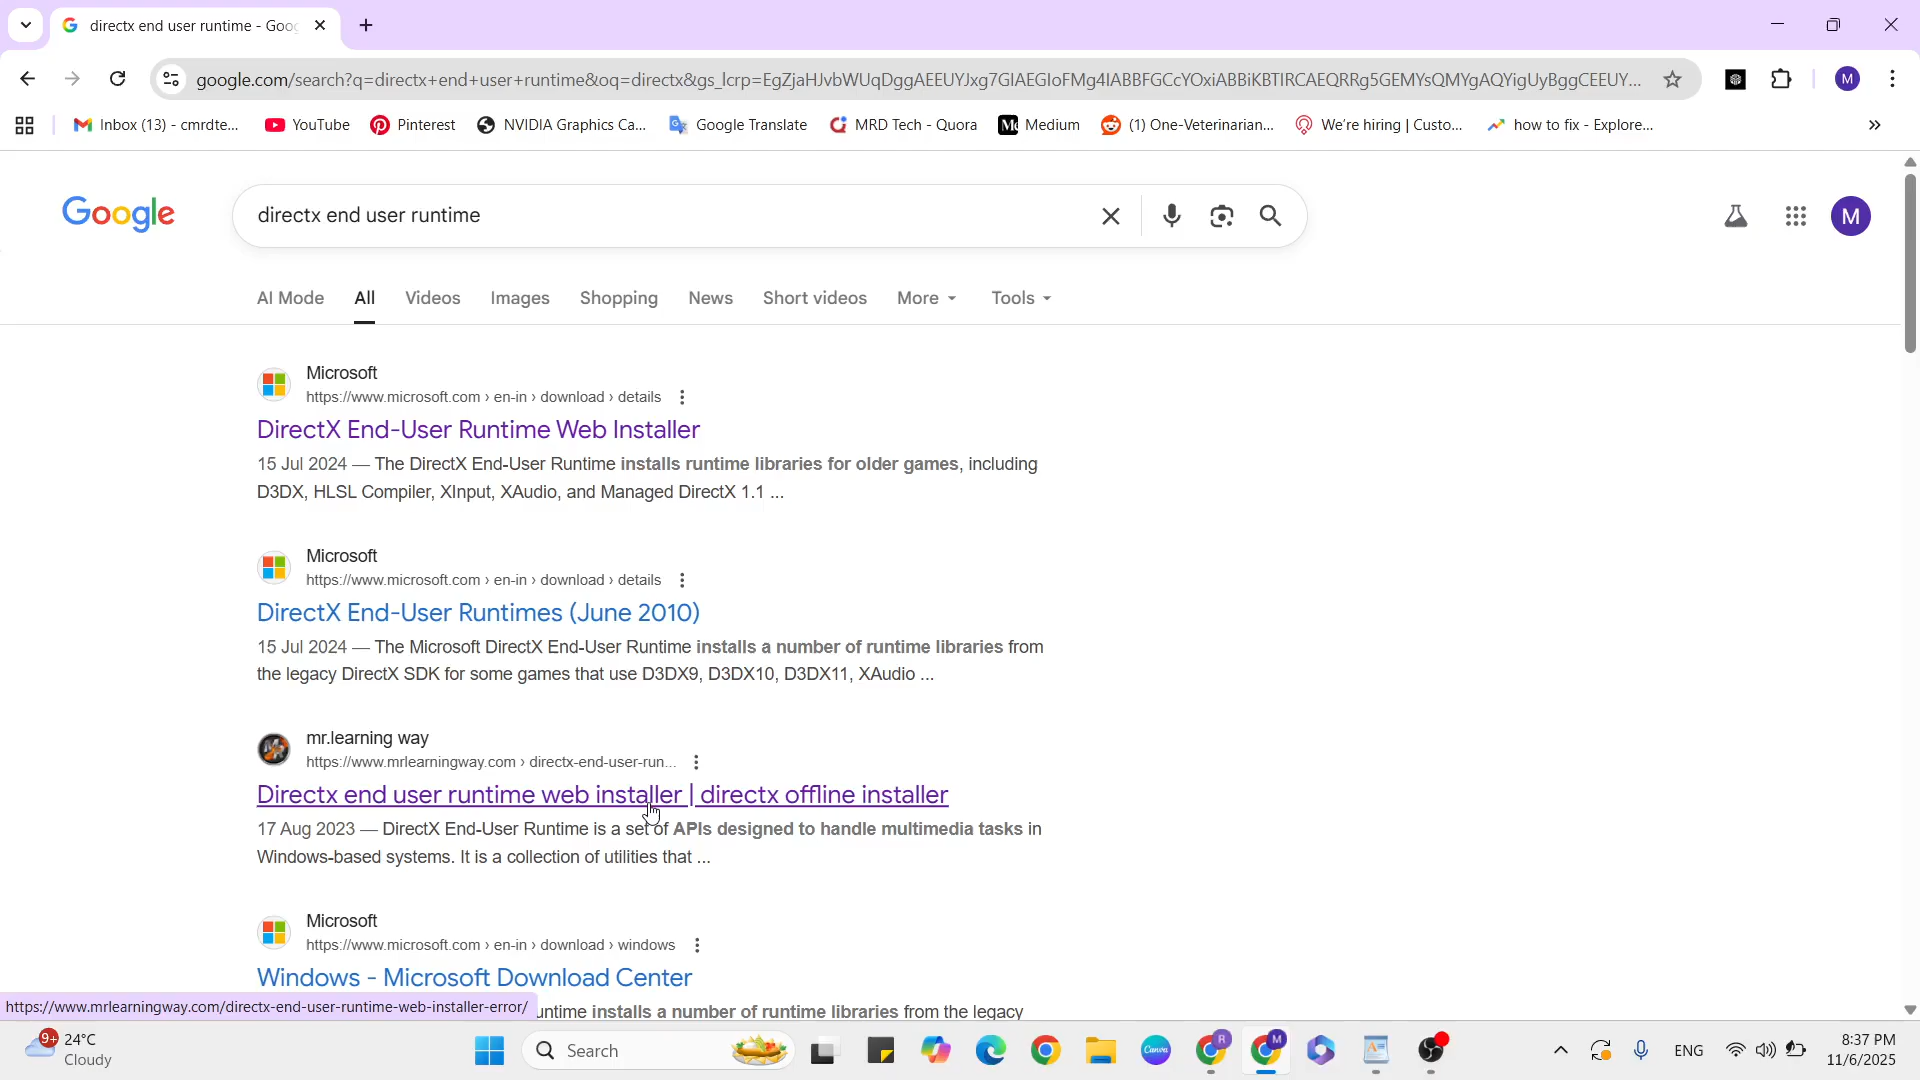 directx end user runtime - Goo
google.com/search?q=directx+end+user+runtime&oq=directx&gs_lcrp=EgZjaHJvbWUqDggAEEUYJxg7GIAEGIoFMg4IABBFGCcYOxiABBiKBTIRCAEQRRg5GEMYsQMYgAQYigUyBggCEEUY...
M
Inbox (13) - cmrdte...
YouTube
Pinterest
NVIDIA Graphics Ca...
Google Translate
MRD Tech - Quora
Medium
(1) One-Veterinarian...
We're hiring | Custo...
how to fix - Explore...
Google
directx end user runtime
M
AI Mode
All
Videos
Images
Shopping
News
Short videos
More
Tools
Microsoft
https://www.microsoft.com › en-in › download › details
DirectX End-User Runtime Web Installer
15 Jul 2024 — The DirectX End-User Runtime installs runtime libraries for older games, including
D3DX, HLSL Compiler, XInput, XAudio, and Managed DirectX 1.1 ...
Microsoft
https://www.microsoft.com › en-in › download › details
DirectX End-User Runtimes (June 2010)
15 Jul 2024 — The Microsoft DirectX End-User Runtime installs a number of runtime libraries from
the legacy DirectX SDK for some games that use D3DX9, D3DX10, D3DX11, XAudio ...
mr.learning way
https://www.mrlearningway.com › directx-end-user-run...
Directx end user runtime web installer | directx offline installer
17 Aug 2023 — DirectX End-User Runtime is a set of APIs designed to handle multimedia tasks in
Windows-based systems. It is a collection of utilities that ...
Microsoft
https://www.microsoft.com › en-in › download › windows
Windows - Microsoft Download Center
https://www.mrlearningway.com/directx-end-user-runtime-web-installer-error/
untime installs a number of runtime libraries from the legacy
9+
24°C
Cloudy
Search
Canva
R
M
ENG
8:37 PM
11/6/2025